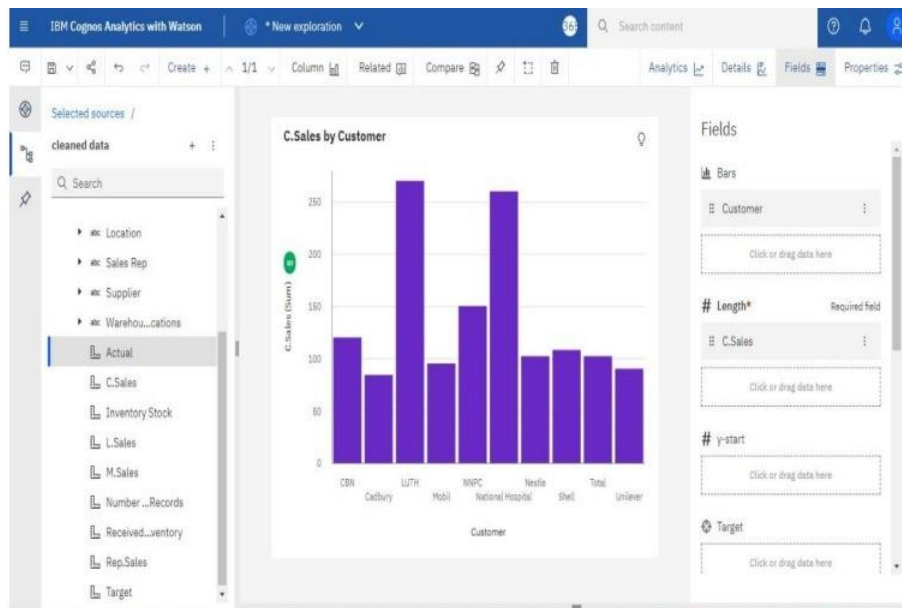 IBM Cognos Analytics with Watson
* New exploration
Search content
Create +
1/1
Column
Related
Compare
Analytics
Details
Fields
Properties
Selected sources /
cleaned data
Search
abc Location
abc Sales Rep
abc Supplier
abc Warehou...cations
Actual
C.Sales
Inventory Stock
L.Sales
M.Sales
Number ...Records
Received...ventory
Rep.Sales
Target
C.Sales by Customer
C.Sales (Sum)
250
200
150
100
50
0
CBN
Cadbury
LUTH
Mobil
NNPC
National Hospital
Nestle
Shell
Total
Unilever
Customer
Fields
Bars
Customer
Click or drag data here
# Length*
Required field
C.Sales
Click or drag data here
# y-start
Click or drag data here
Target
Click or drag data here